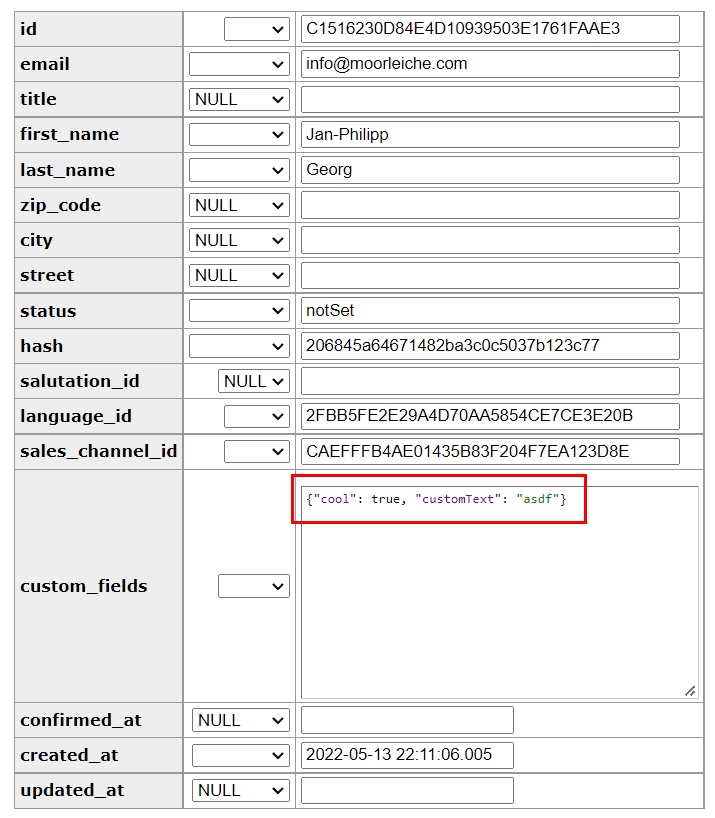 id C1516230D84E4D10939503E1761FAAE3
email info@moorleiche.com
title NULL
first_name Jan-Philipp
last_name Georg
zip_code NULL
city NULL
street NULL
status notSet
hash 206845a64671482ba3c0c5037b123c77
salutation_id NULL
language_id 2FBB5FE2E29A4D70AA5854CE7CE3E20B
sales_channel_id CAEFFFB4AE01435B83F204F7EA123D8E
{"cool": true, "customText": "asdf"}
custom_fields
confirmed_at NULL
created_at 2022-05-13 22:11:06.005
updated_at NULL